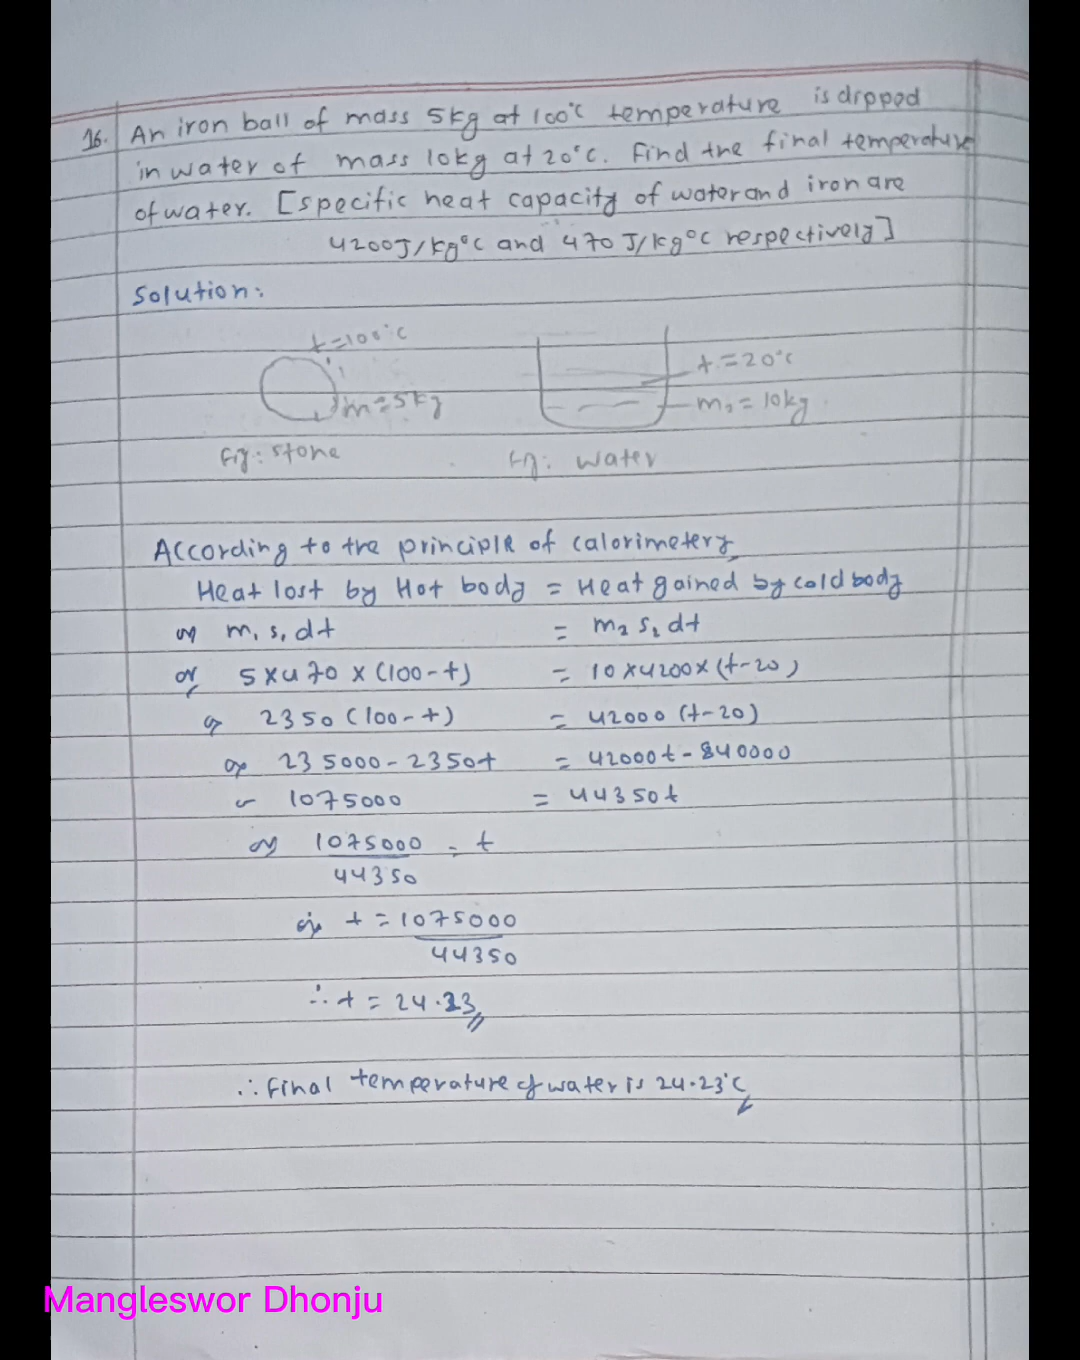 16. An iron ball of mass 5kg at 100°c temperature is dipped
in water of mass 10kg at 20°c. Find the final temperature
of water. [specific heat capacity of water and iron are
4200J/kg°c and 470 J/kg°c respectively]
Solution:
t=100°c
t=20°c
m=5kg
m₂=10kg
fig: stone
fig: water
According to the principle of calorimetery
Heat lost by Hot body = Heat gained by cold body
or m₁ s₁ dt = m₂ s₂ dt
or, 5×470×(100-t) = 10×4200×(t-20)
or 2350(100-t) = 42000(t-20)
or 235000-2350t = 42000t-840000
or 1075000 = 44350t
or 1075000 = t
44350
or, t=1075000
44350
∴ t = 24.23
∴ final temperature of water is 24.23°c
Mangleswor Dhonju